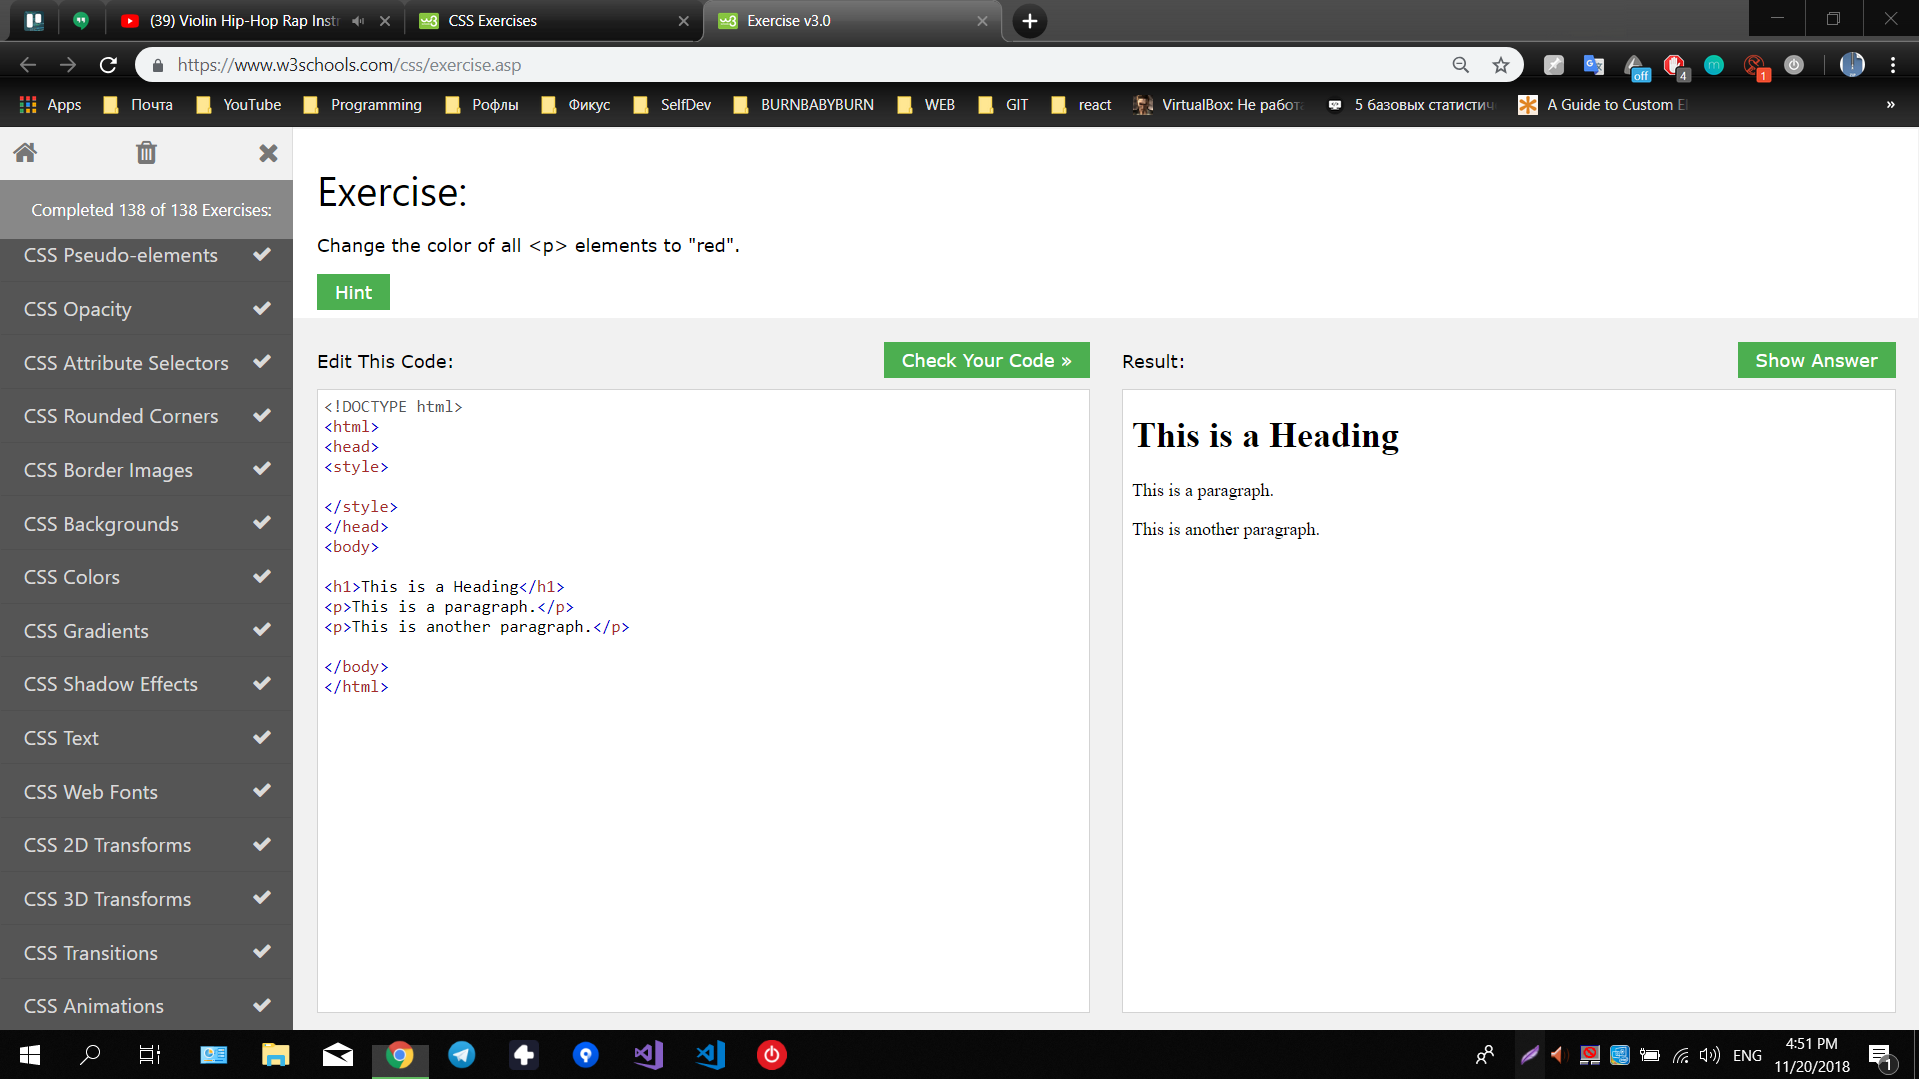 (39) Violin Hip-Hop Rap Instr
CSS Exercises
Exercise v3.0
https://www.w3schools.com/css/exercise.asp
off
4
1
Apps
Почта
YouTube
Programming
Рофлы
Фикус
SelfDev
BURNBABYBURN
WEB
GIT
react
VirtualBox: Не работа
5 базовых статистич
A Guide to Custom El
»
Completed 138 of 138 Exercises:
CSS Pseudo-elements
CSS Opacity
CSS Attribute Selectors
CSS Rounded Corners
CSS Border Images
CSS Backgrounds
CSS Colors
CSS Gradients
CSS Shadow Effects
CSS Text
CSS Web Fonts
CSS 2D Transforms
CSS 3D Transforms
CSS Transitions
CSS Animations
Exercise:
Change the color of all <p> elements to "red".
Hint
Edit This Code:
Check Your Code »
<!DOCTYPE html>
<html>
<head>
<style>
</style>
</head>
<body>
<h1>This is a Heading</h1>
<p>This is a paragraph.</p>
<p>This is another paragraph.</p>
</body>
</html>
Result:
Show Answer
This is a Heading
This is a paragraph.
This is another paragraph.
ENG
4:51 PM
11/20/2018
1